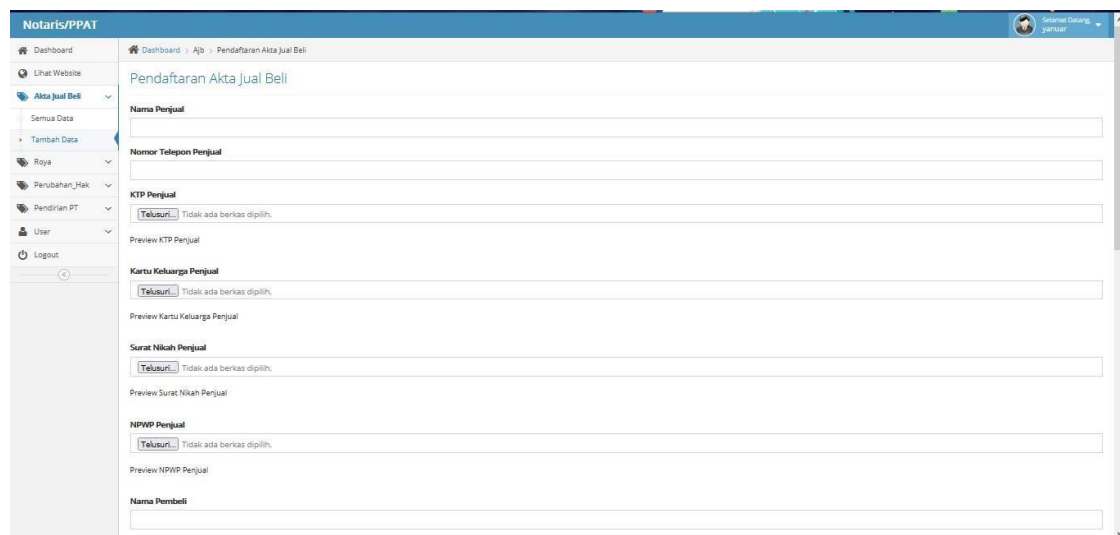 Notaris/PPAT
Selamat Datang,
yanuar
Dashboard
Lihat Website
Akta Jual Beli
Semua Data
Tambah Data
Roya
Perubahan_Hak
Pendirian PT
User
Logout
Dashboard > Ajb > Pendaftaran Akta Jual Beli
Pendaftaran Akta Jual Beli
Nama Penjual
Nomor Telepon Penjual
KTP Penjual
Telusuri... Tidak ada berkas dipilih.
Preview KTP Penjual
Kartu Keluarga Penjual
Telusuri... Tidak ada berkas dipilih.
Preview Kartu Keluarga Penjual
Surat Nikah Penjual
Telusuri... Tidak ada berkas dipilih.
Preview Surat Nikah Penjual
NPWP Penjual
Telusuri... Tidak ada berkas dipilih.
Preview NPWP Penjual
Nama Pembeli